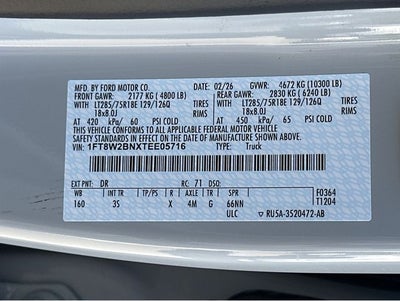 MFD. BY FORD MOTOR CO. 02/26 GVWR: 4672 KG (10300 LB)
FRONT GAWR: 2177 KG ( 4800 LB) REAR GAWR: 2830 KG ( 6240 LB)
WITH LT285/75R18E 129/126Q TIRES WITH LT285/75R18E 129/126Q TIRES
18x8.0J RIMS 18x8.0J RIMS
AT 420 kPa/ 60 PSI COLD AT 450 kPa/ 65 PSI COLD
THIS VEHICLE CONFORMS TO ALL APPLICABLE FEDERAL MOTOR VEHICLE SAFETY
STANDARDS IN EFFECT ON THE DATE OF MANUFACTURE SHOWN ABOVE.
VIN: 1FT8W2BNXTEE05716 TYPE: Truck
EXT PNT: DR RC: 71 DSO:
WB INT TR TP/PS R AXLE TR SPR F0364
160 3S X 4M G 66NN T1204
ULC ▼ RU5A-3520472-AB